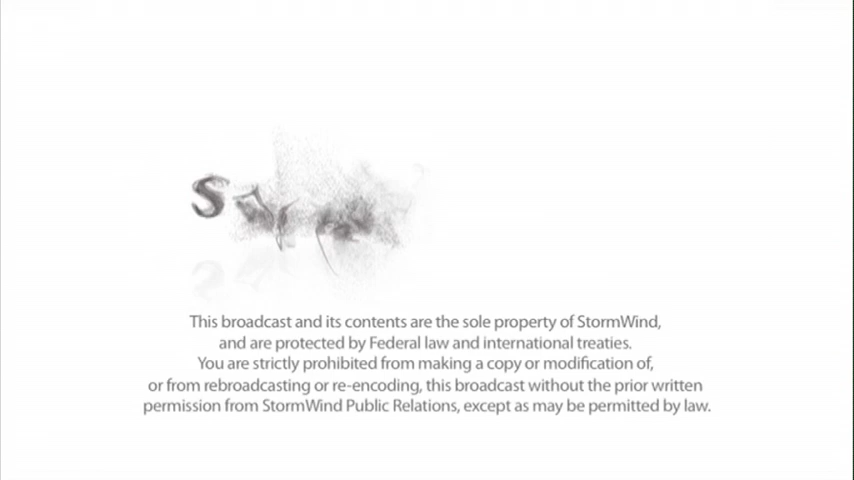 S
This broadcast and its contents are the sole property of StormWind,
and are protected by Federal law and international treaties.
You are strictly prohibited from making a copy or modification of,
or from rebroadcasting or re-encoding, this broadcast without the prior written
permission from StormWind Public Relations, except as may be permitted by law.